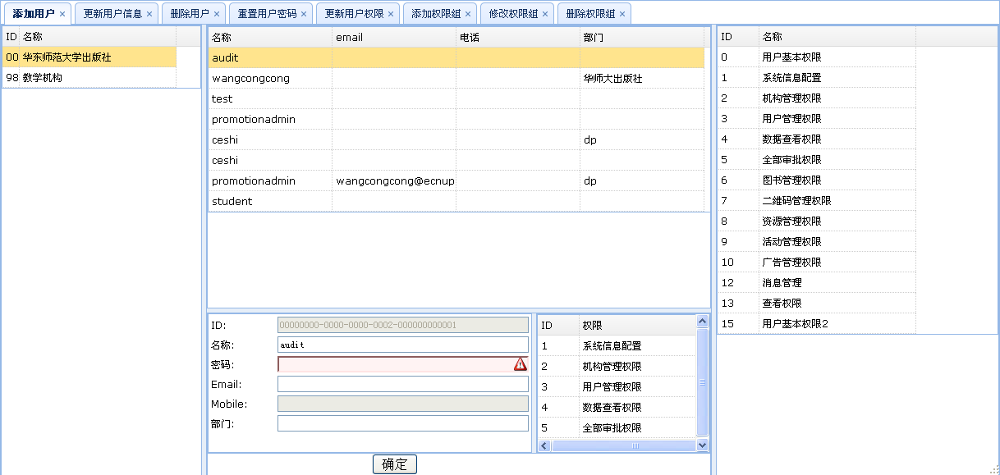 添加用户 更新用户信息 删除用户 重置用户密码 更新用户权限 添加权限组 修改权限组 删除权限组
ID 名称
00 华东师范大学出版社
98 教学机构
名称 email 电话 部门
audit
wangcongcong 华师大出版社
test
promotionadmin
ceshi dp
ceshi
promotionadmin wangcongcong@ecnup dp
student
ID: 00000000-0000-0000-0002-000000000001
名称: audit
密码:
Email:
Mobile:
部门:
ID 权限
1 系统信息配置
2 机构管理权限
3 用户管理权限
4 数据查看权限
5 全部审批权限
确定
ID 名称
0 用户基本权限
1 系统信息配置
2 机构管理权限
3 用户管理权限
4 数据查看权限
5 全部审批权限
6 图书管理权限
7 二维码管理权限
8 资源管理权限
9 活动管理权限
10 广告管理权限
12 消息管理
13 查看权限
15 用户基本权限2